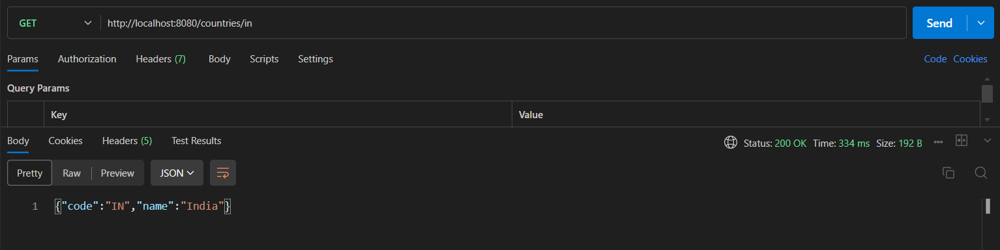 GET http://localhost:8080/countries/in Send
Params Authorization Headers (7) Body Scripts Settings Code Cookies
Query Params
Key Value
Body Cookies Headers (5) Test Results Status: 200 OK Time: 334 ms Size: 192 B
Pretty Raw Preview JSON
1 {"code":"IN","name":"India"}